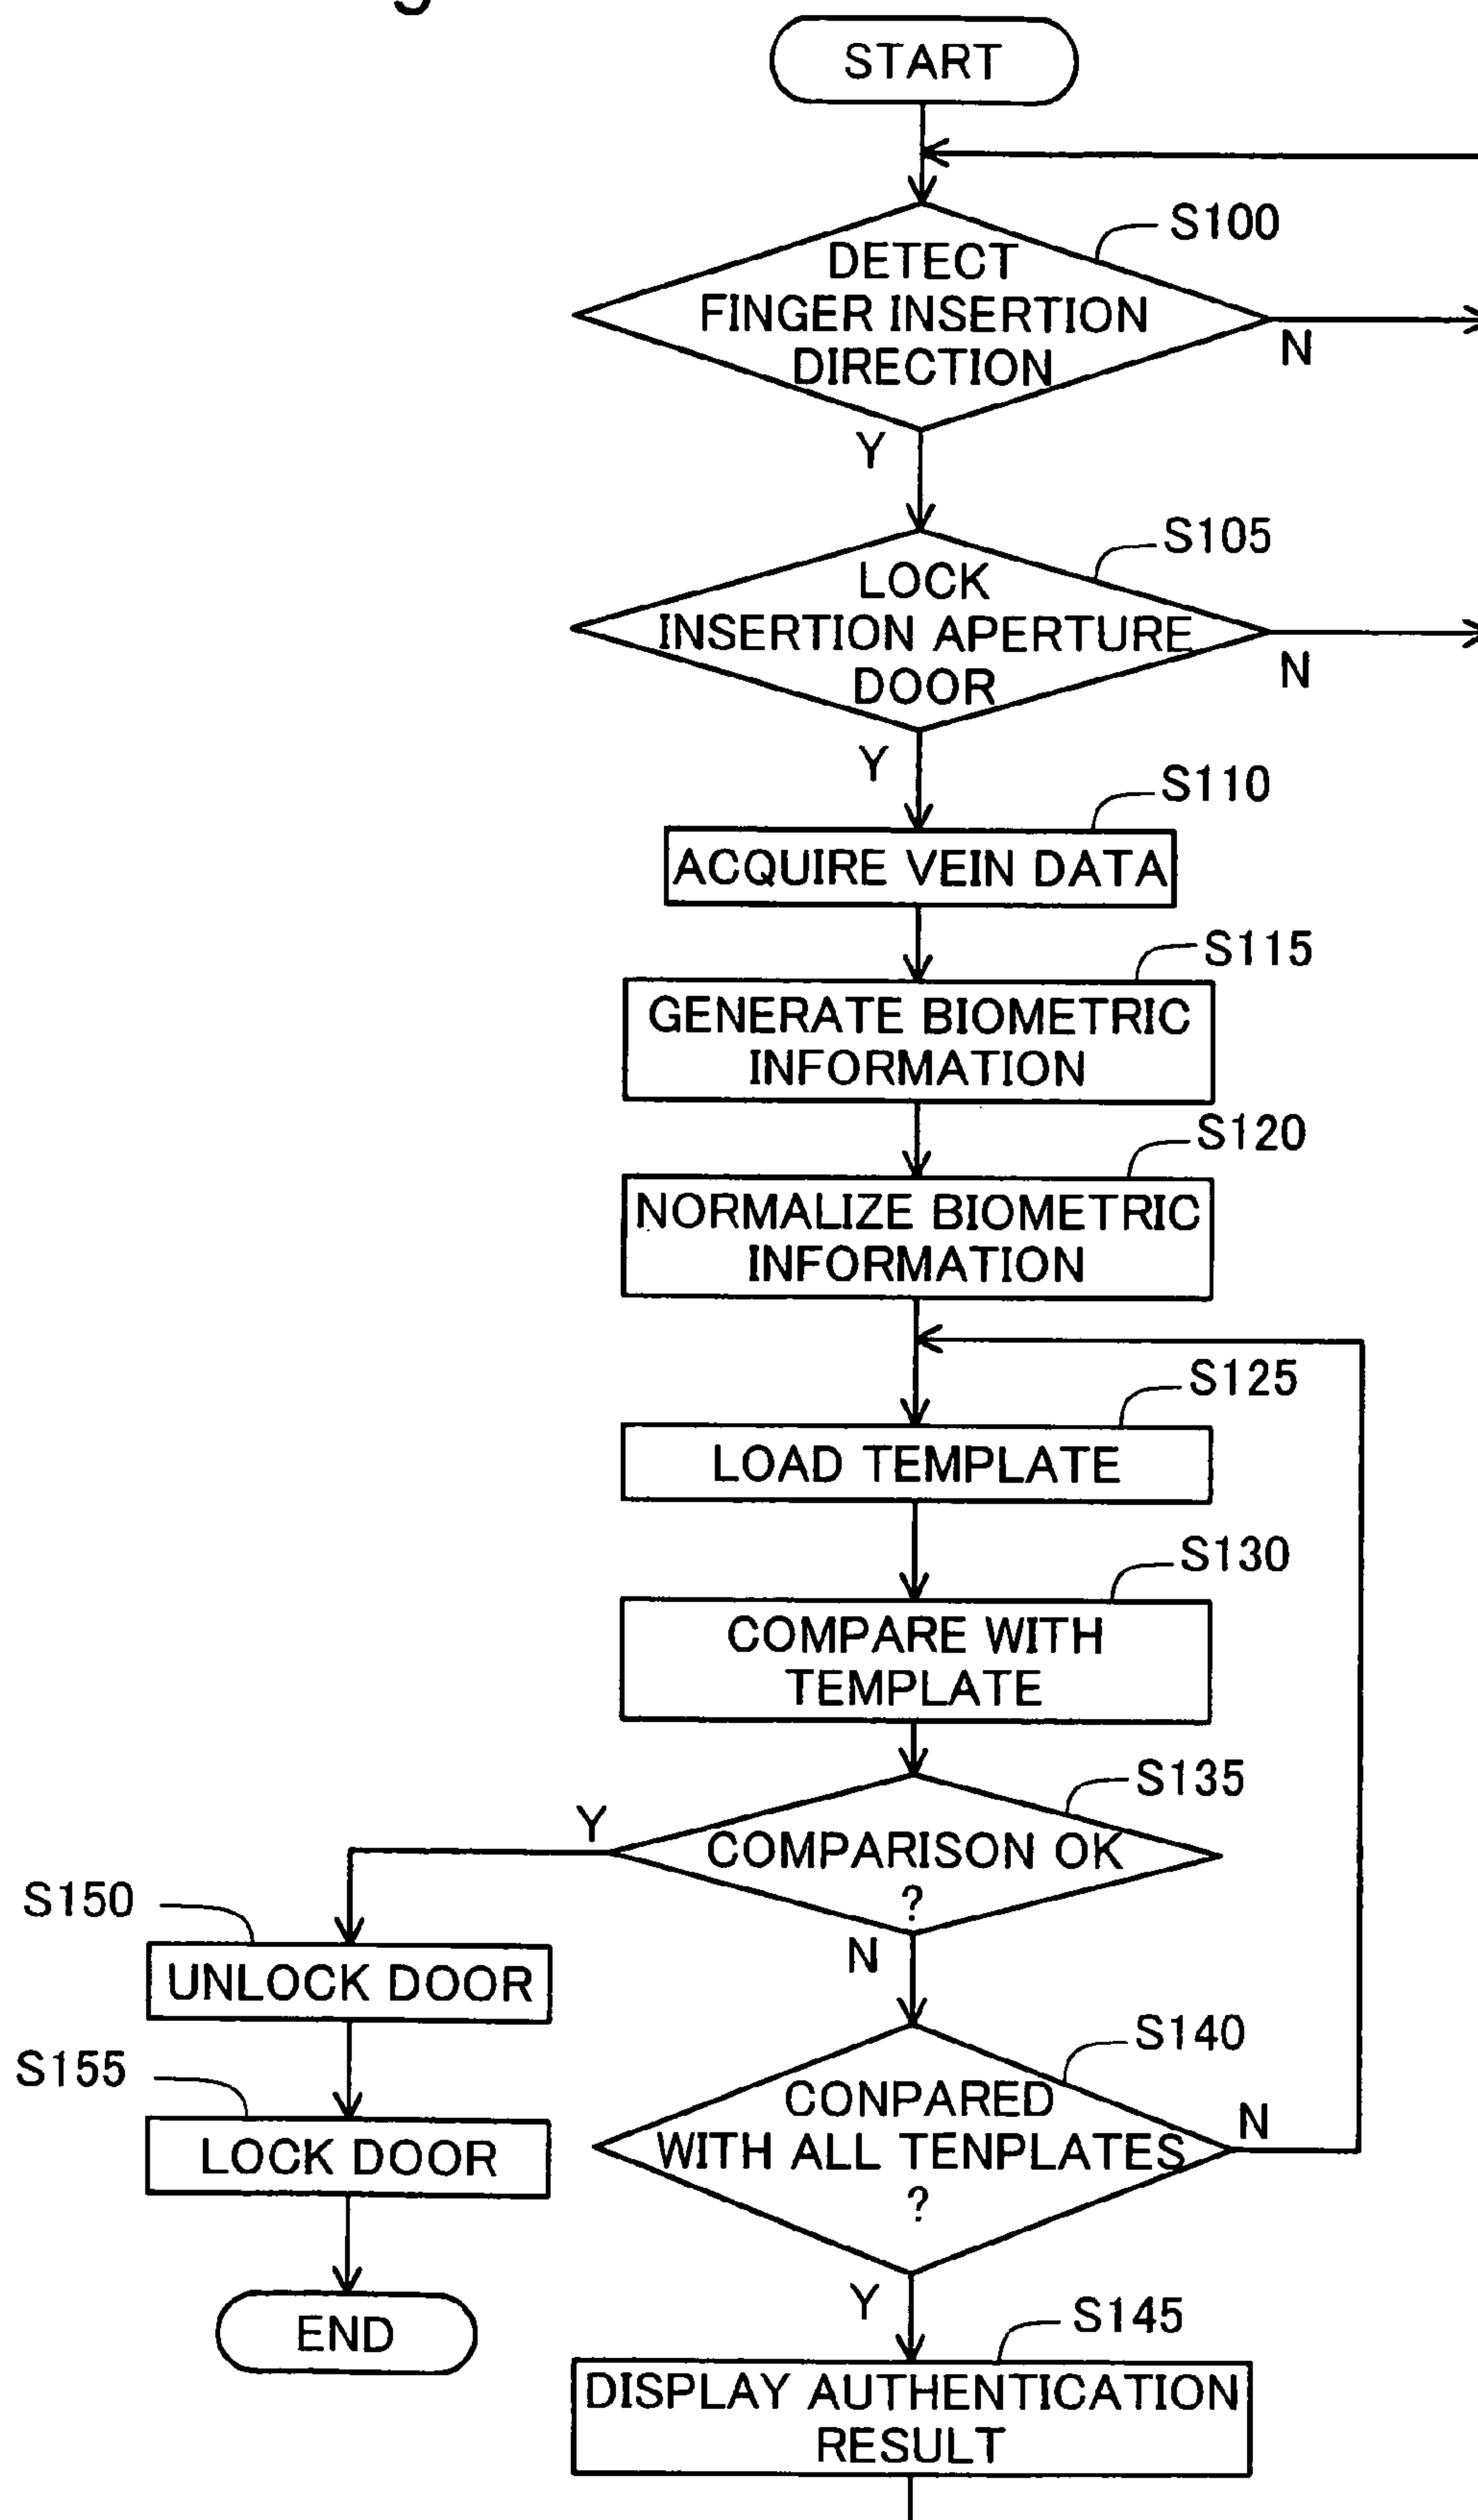 START
S100
DETECT
FINGER INSERTION
DIRECTION
N
Y
S105
LOCK
INSERTION APERTURE
DOOR
N
Y
S110
ACQUIRE VEIN DATA
S115
GENERATE BIOMETRIC
INFORMATION
S120
NORMALIZE BIOMETRIC
INFORMATION
S125
LOAD TEMPLATE
S130
COMPARE WITH
TEMPLATE
S135
Y
COMPARISON OK
?
N
S150
UNLOCK DOOR
S155
LOCK DOOR
END
S140
CONPARED
WITH ALL TENPLATES
?
N
Y
S145
DISPLAY AUTHENTICATION
RESULT